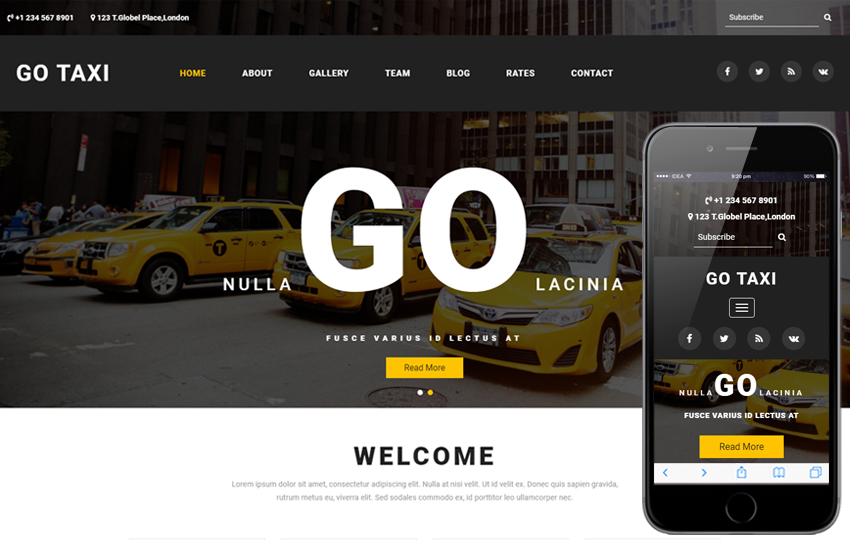 +1 234 567 8901 123 T.Globel Place,London Subscribe
GO TAXI HOME ABOUT GALLERY TEAM BLOG RATES CONTACT
NULLA GO LACINIA
FUSCE VARIUS ID LECTUS AT
Read More
WELCOME
Lorem ipsum dolor sit amet, consectetur adipiscing elit. Nulla at nisi velit. Ut id velit ex. Donec quis sapien gravida,
rutrum metus eu, viverra elit. Sed sodales commodo ex, id porttitor leo ullamcorper nec.
IDEA 9:20 pm 90%
+1 234 567 8901
123 T.Globel Place,London
Subscribe
GO TAXI
NULLA GO LACINIA
FUSCE VARIUS ID LECTUS AT
Read More